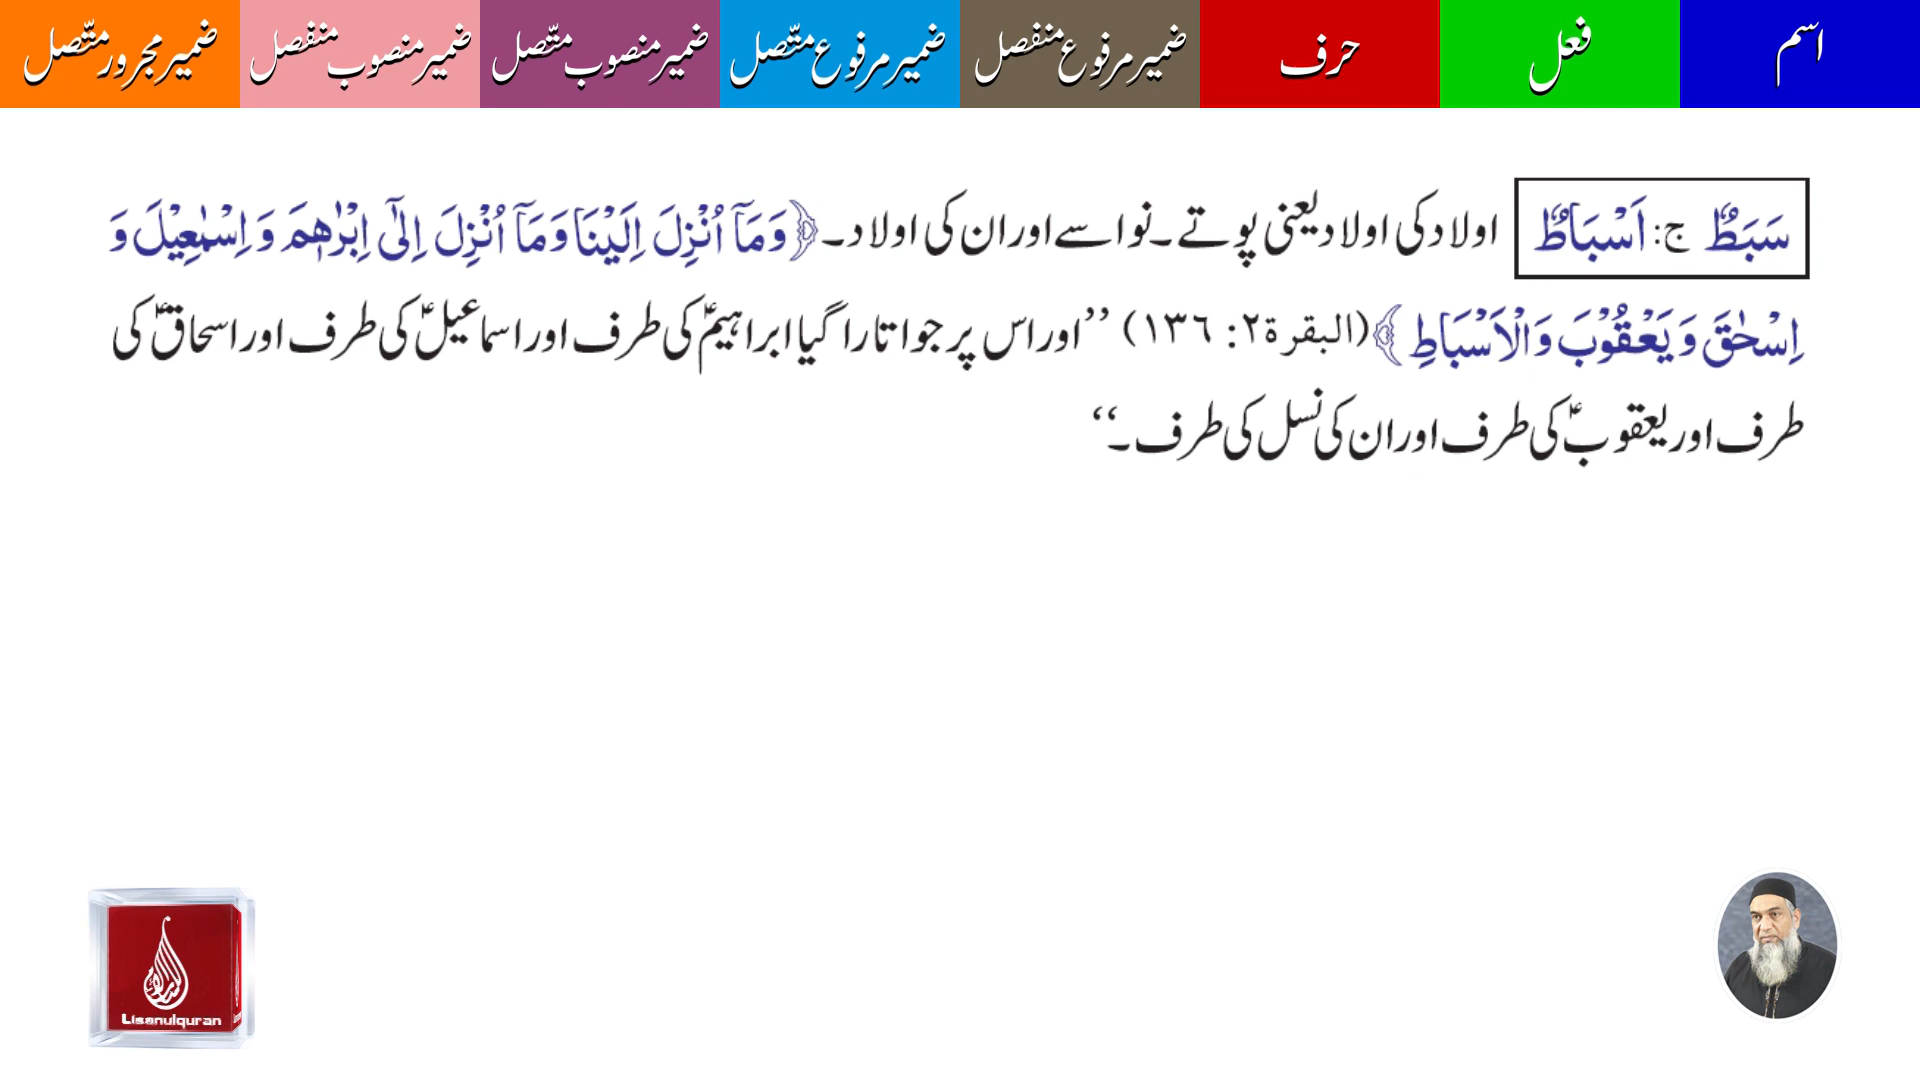 اسم
فعل
حرف
ضمیر مرفوع منفصل
ضمیر مرفوع متّصل
ضمیر منصوب متّصل
ضمیر منصوب منفصل
ضمیر مجرور متّصل
سَبَطٌ ج: اَسْبَاطٌ اولاد کی اولاد یعنی پوتے۔ نواسے اور ان کی اولاد۔ ﴿وَمَآ اُنْزِلَ اِلَيْنَا وَمَآ اُنْزِلَ اِلٰٓى اِبْرٰهٖمَ وَ اِسْمٰعِيْلَ وَ
اِسْحٰقَ وَ يَعْقُوْبَ وَالْاَسْبَاطِ﴾ (البقرة٢: ١٣٦) ’’اور اس پر جو اتارا گیا ابراہیمؑ کی طرف اور اسماعیلؑ کی طرف اور اسحاقؑ کی
طرف اور یعقوبؑ کی طرف اور ان کی نسل کی طرف۔‘‘
Lisanulquran